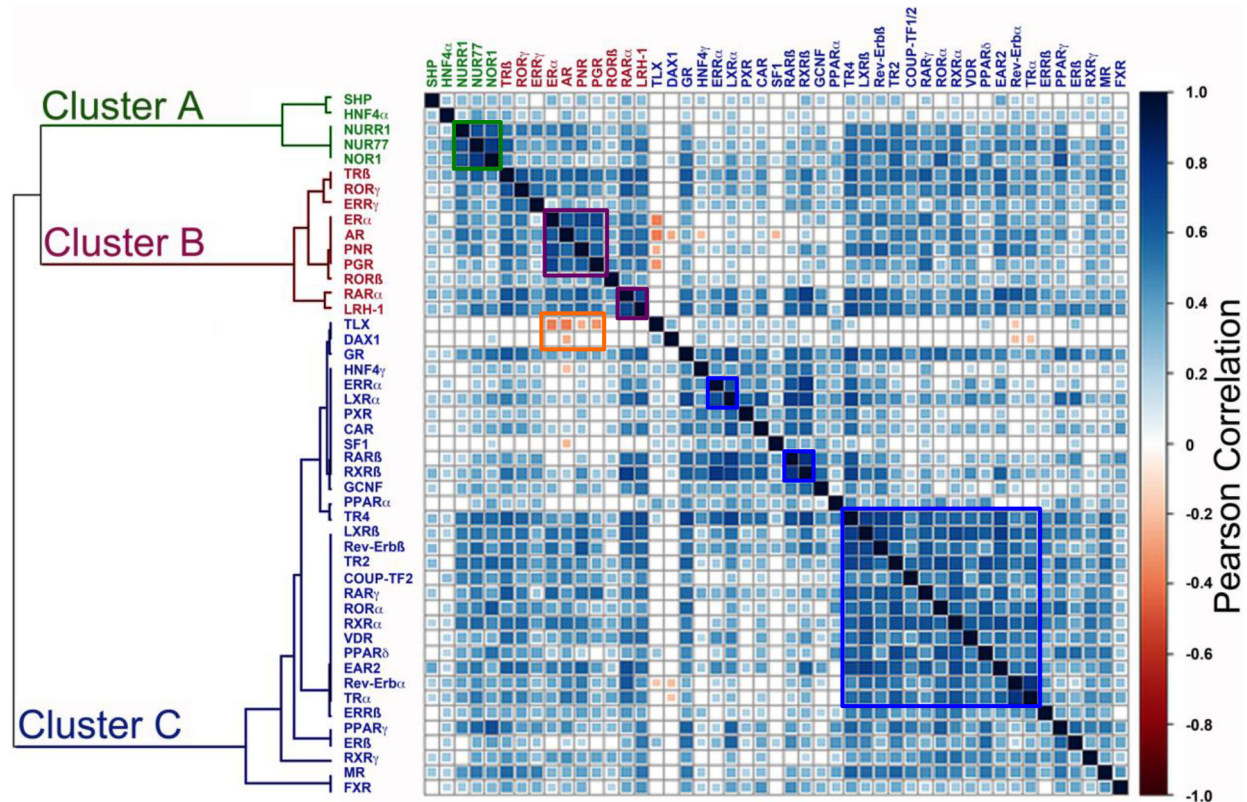 SHP
HNF4α
NURR1
NUR77
NOR1
TRß
RORγ
ERRγ
ERα
AR
PNR
PGR
RORß
RARα
LRH-1
TLX
DAX1
GR
HNF4γ
ERRα
LXRα
PXR
CAR
SF1
RARß
RXRß
GCNF
PPARα
TR4
LXRß
Rev-Erbß
TR2
COUP-TF1/2
RARγ
RORα
RXRα
VDR
PPARδ
EAR2
Rev-Erbα
TRα
ERRß
PPARγ
ERß
RXRγ
MR
FXR
Cluster A
Cluster B
Cluster C
SHP
HNF4α
NURR1
NUR77
NOR1
TRß
RORγ
ERRγ
ERα
AR
PNR
PGR
RORß
RARα
LRH-1
TLX
DAX1
GR
HNF4γ
ERRα
LXRα
PXR
CAR
SF1
RARß
RXRß
GCNF
PPARα
TR4
LXRß
Rev-Erbß
TR2
COUP-TF2
RARγ
RORα
RXRα
VDR
PPARδ
EAR2
Rev-Erbα
TRα
ERRß
PPARγ
ERß
RXRγ
MR
FXR
1.0
0.8
0.6
0.4
0.2
0
-0.2
-0.4
-0.6
-0.8
-1.0
Pearson Correlation